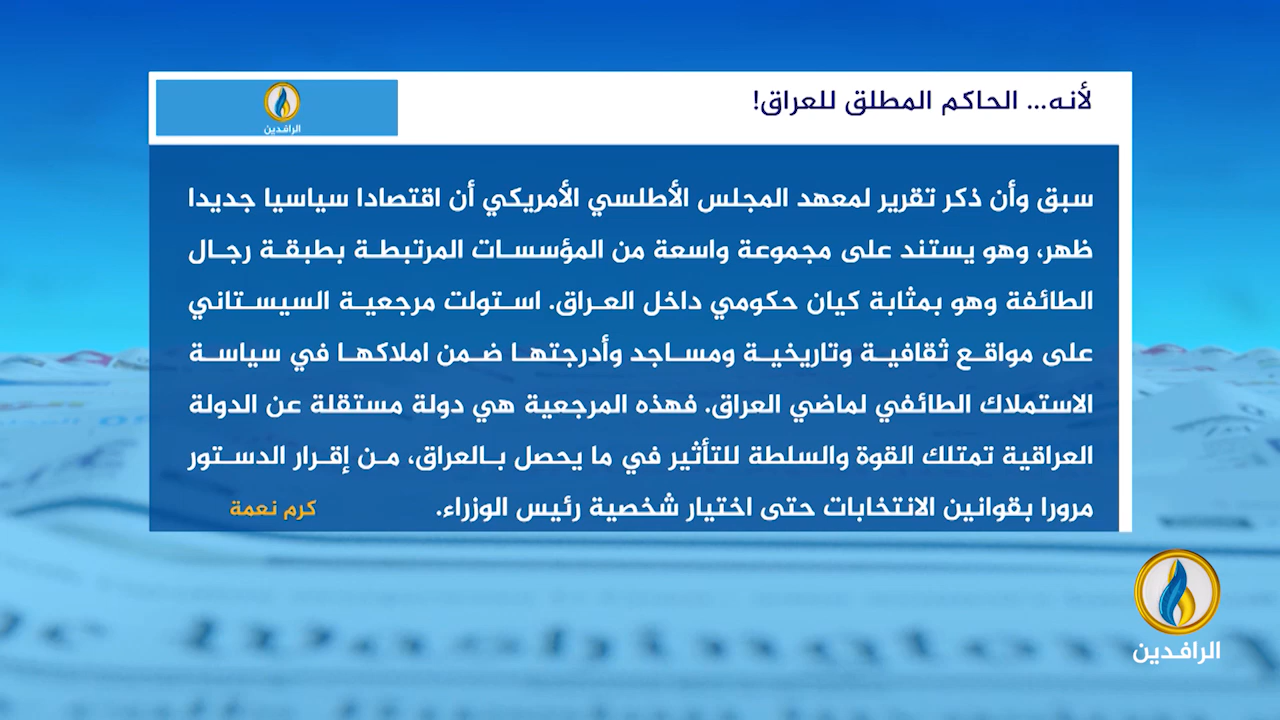 لأنه... الحاكم المطلق للعراق!
الرافدين
سبق وأن ذكر تقرير لمعهد المجلس الأطلسي الأمريكي أن اقتصادا سياسيا جديدا
ظهر، وهو يستند على مجموعة واسعة من المؤسسات المرتبطة بطبقة رجال
الطائفة وهو بمثابة كيان حكومي داخل العراق. استولت مرجعية السيستاني
على مواقع ثقافية وتاريخية ومساجد وأدرجتها ضمن املاكها في سياسة
الاستملاك الطائفي لماضي العراق. فهذه المرجعية هي دولة مستقلة عن الدولة
العراقية تمتلك القوة والسلطة للتأثير في ما يحصل بالعراق، من إقرار الدستور
مرورا بقوانين الانتخابات حتى اختيار شخصية رئيس الوزراء.
كرم نعمة
الرافدين